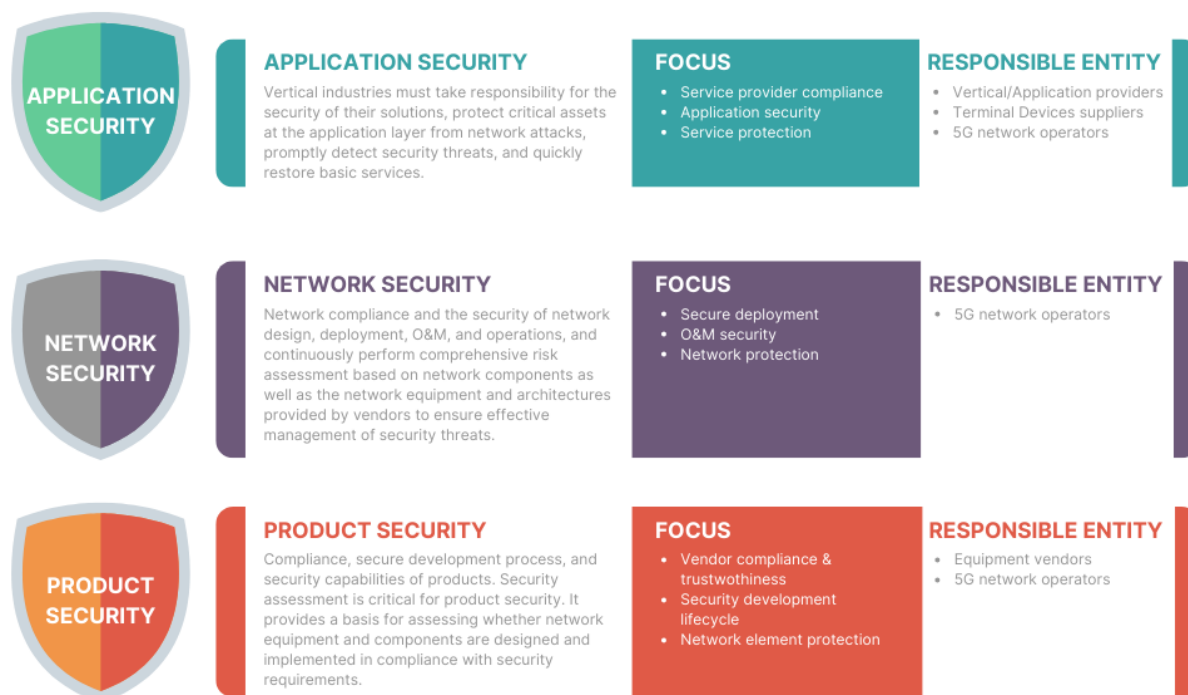 APPLICATION
SECURITY
APPLICATION SECURITY
Vertical industries must take responsibility for the
security of their solutions, protect critical assets
at the application layer from network attacks,
promptly detect security threats, and quickly
restore basic services.
FOCUS
• Service provider compliance
• Application security
• Service protection
RESPONSIBLE ENTITY
• Vertical/Application providers
• Terminal Devices suppliers
• 5G network operators
NETWORK
SECURITY
NETWORK SECURITY
Network compliance and the security of network
design, deployment, O&M, and operations, and
continuously perform comprehensive risk
assessment based on network components as
well as the network equipment and architectures
provided by vendors to ensure effective
management of security threats.
FOCUS
• Secure deployment
• O&M security
• Network protection
RESPONSIBLE ENTITY
• 5G network operators
PRODUCT
SECURITY
PRODUCT SECURITY
Compliance, secure development process, and
security capabilities of products. Security
assessment is critical for product security. It
provides a basis for assessing whether network
equipment and components are designed and
implemented in compliance with security
requirements.
FOCUS
• Vendor compliance &
trustwothiness
• Security development
lifecycle
• Network element protection
RESPONSIBLE ENTITY
• Equipment vendors
• 5G network operators